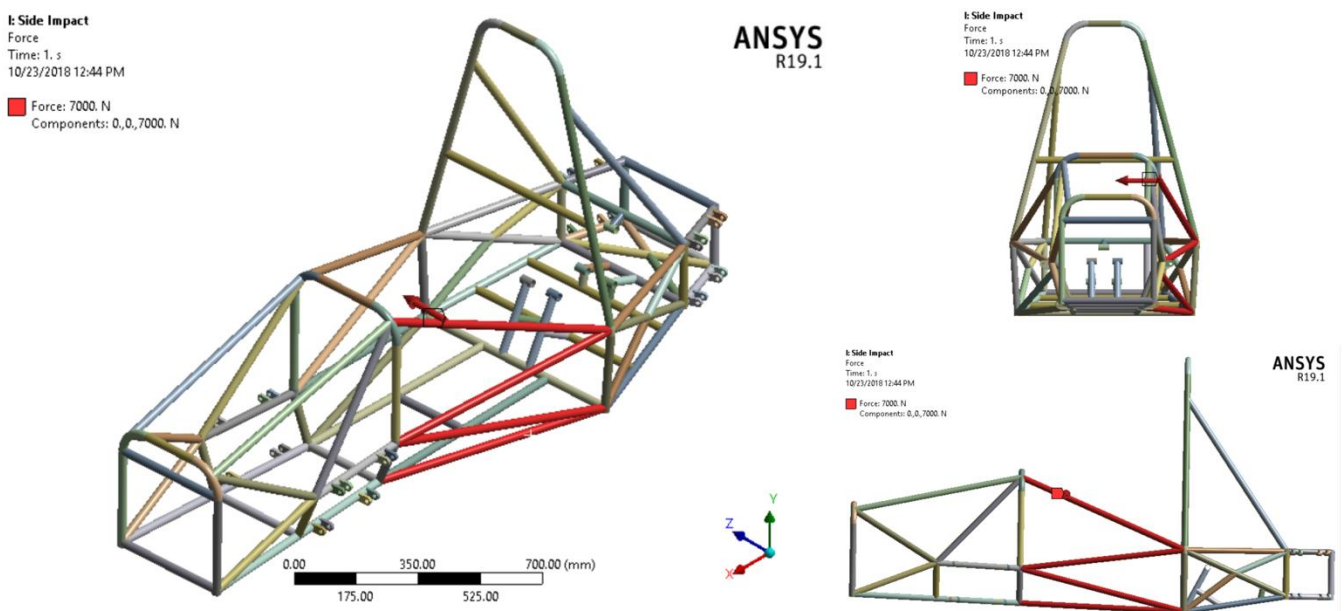 I: Side Impact
Force
Time: 1. s
10/23/2018 12:44 PM
Force: 7000. N
Components: 0.,0.,7000. N
ANSYS
R19.1
0.00
350.00
700.00 (mm)
175.00
525.00
Y
Z
X
I: Side Impact
Force
Time: 1. s
10/23/2018 12:44 PM
Force: 7000. N
Components: 0.,0.,7000. N
I: Side Impact
Force
Time: 1. s
10/23/2018 12:44 PM
Force: 7000. N
Components: 0.,0.,7000. N
ANSYS
R19.1